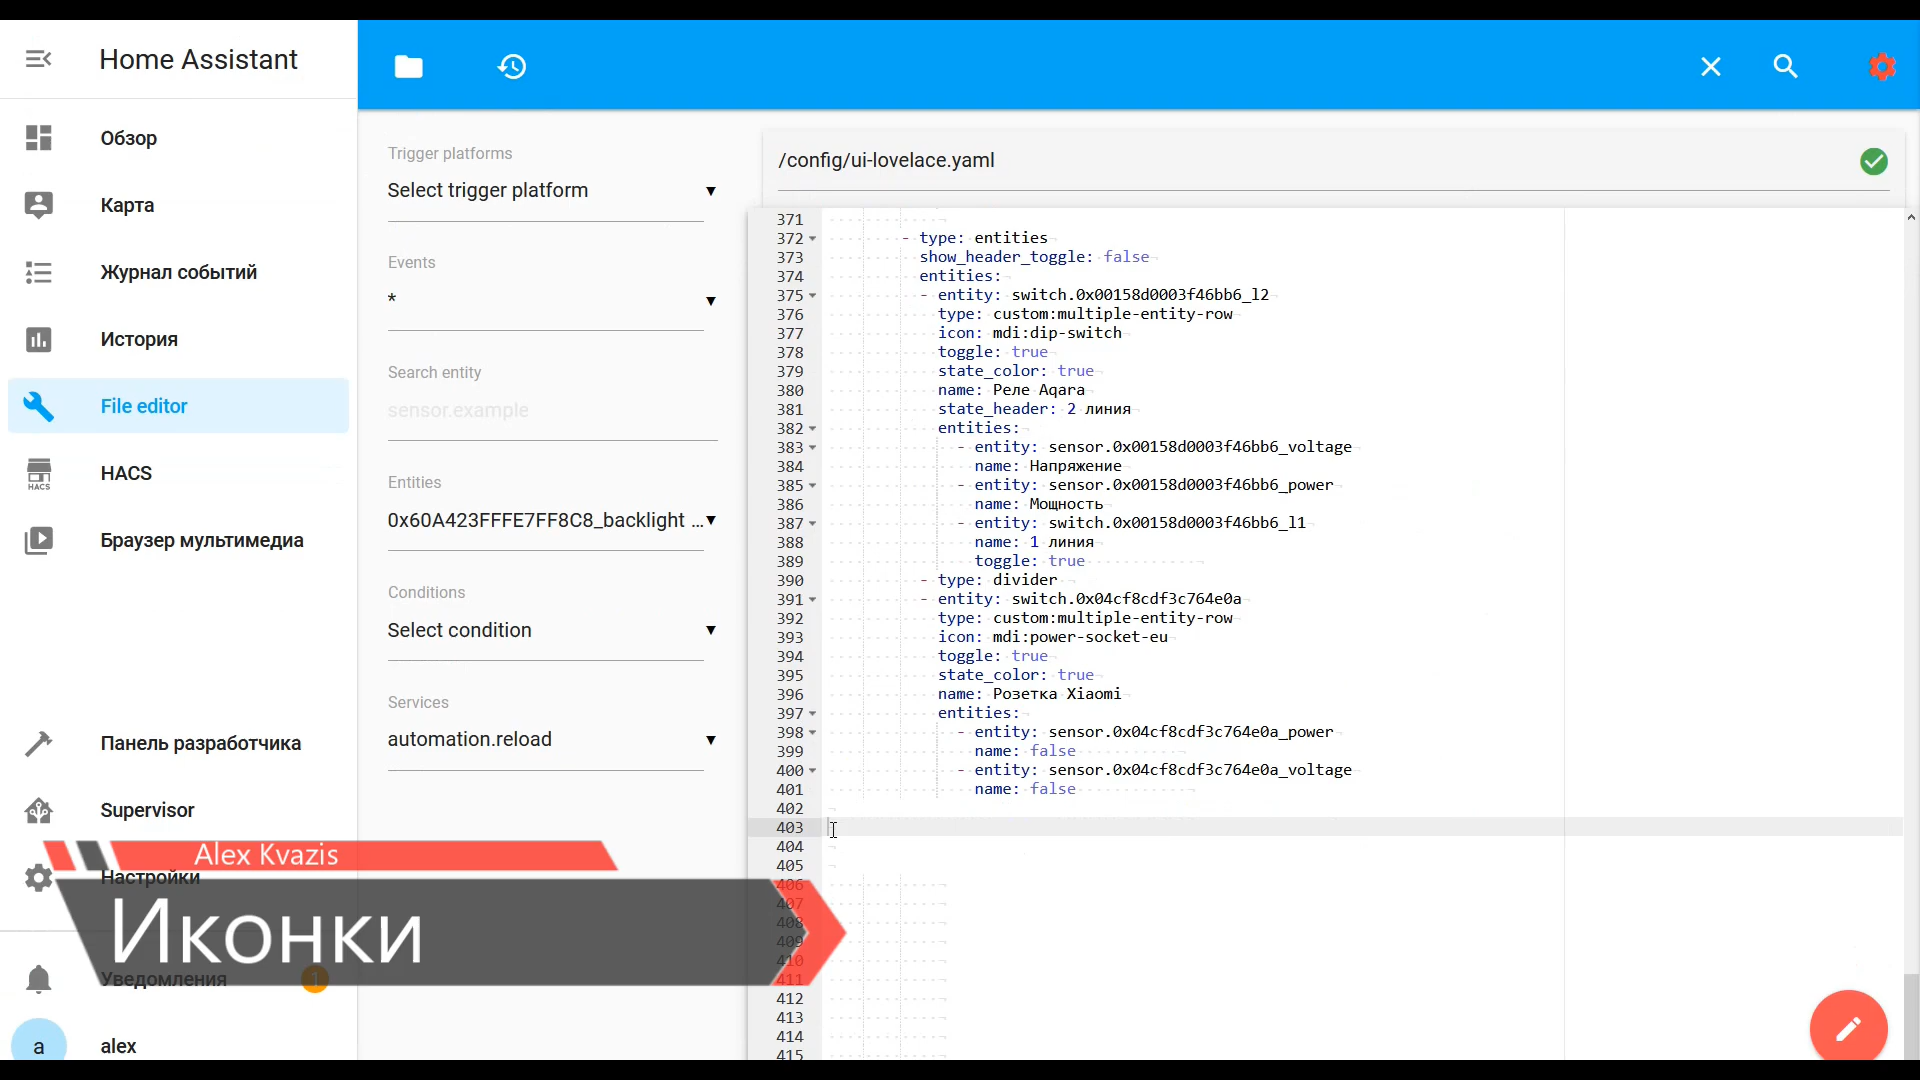 Home Assistant
Обзор
Карта
Журнал событий
История
File editor
HACS
HACS
Браузер мультимедиа
Панель разработчика
Supervisor
Alex Kvazis
Настройки
Иконки
Уведомления
1
a
alex
Trigger platforms
Select trigger platform
Events
*
Search entity
sensor.example
Entities
0x60A423FFFE7FF8C8_backlight ...
Conditions
Select condition
Services
automation.reload
/config/ui-lovelace.yaml
371
372 - type: entities
373 show_header_toggle: false
374 entities:
375 - entity: switch.0x00158d0003f46bb6_l2
376 type: custom:multiple-entity-row
377 icon: mdi:dip-switch
378 toggle: true
379 state_color: true
380 name: Реле Aqara
381 state_header: 2 линия
382 entities:
383 - entity: sensor.0x00158d0003f46bb6_voltage
384 name: Напряжение
385 - entity: sensor.0x00158d0003f46bb6_power
386 name: Мощность
387 - entity: switch.0x00158d0003f46bb6_l1
388 name: 1 линия
389 toggle: true
390 - type: divider
391 - entity: switch.0x04cf8cdf3c764e0a
392 type: custom:multiple-entity-row
393 icon: mdi:power-socket-eu
394 toggle: true
395 state_color: true
396 name: Розетка Xiaomi
397 entities:
398 - entity: sensor.0x04cf8cdf3c764e0a_power
399 name: false
400 - entity: sensor.0x04cf8cdf3c764e0a_voltage
401 name: false
402
403
404
405
406
407
408
409
410
411
412
413
414
415